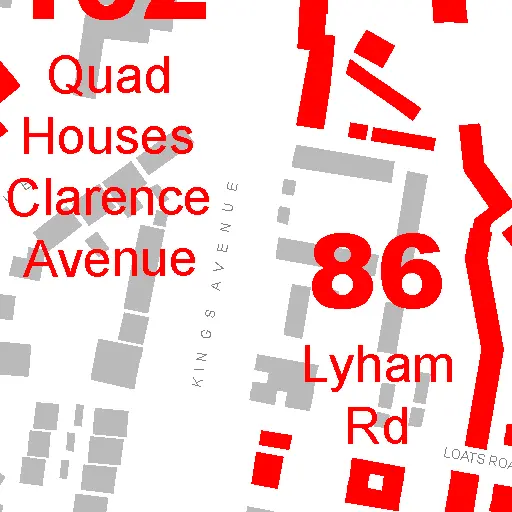 Quad
Houses
Clarence
Avenue
KINGS AVENUE
86
Lyham
Rd
LOATS ROA